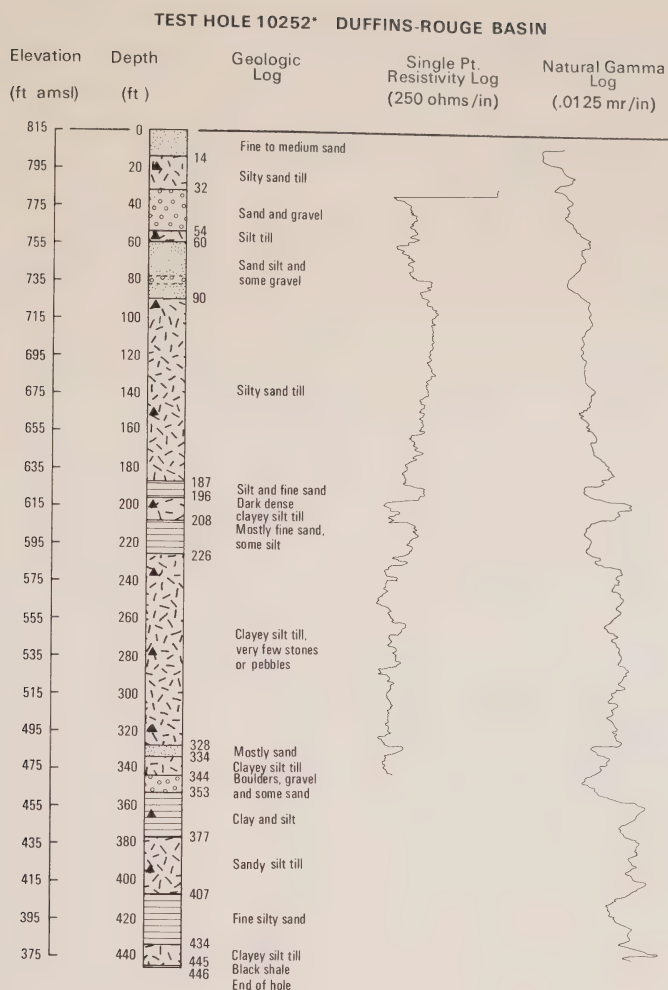 TEST HOLE 10252* DUFFINS-ROUGE BASIN
Elevation
(ft amsl)
Depth
(ft)
Geologic
Log
Single Pt.
Resistivity Log
(250 ohms/in)
Natural Gamma
Log
(.0125 mr/in)
815
795
775
755
735
715
695
675
655
635
615
595
575
555
535
515
495
475
455
435
415
395
375
0
20
40
60
80
100
120
140
160
180
200
220
240
260
280
300
320
340
360
380
400
420
440
14
32
54
60
90
187
196
208
226
328
334
344
353
377
407
434
445
446
Fine to medium sand
Silty sand till
Sand and gravel
Silt till
Sand silt and
some gravel
Silty sand till
Silt and fine sand
Dark dense
clayey silt till
Mostly fine sand,
some silt
Clayey silt till,
very few stones
or pebbles
Mostly sand
Clayey silt till
Boulders, gravel
and some sand
Clay and silt
Sandy silt till
Fine silty sand
Clayey silt till
Black shale
End of hole